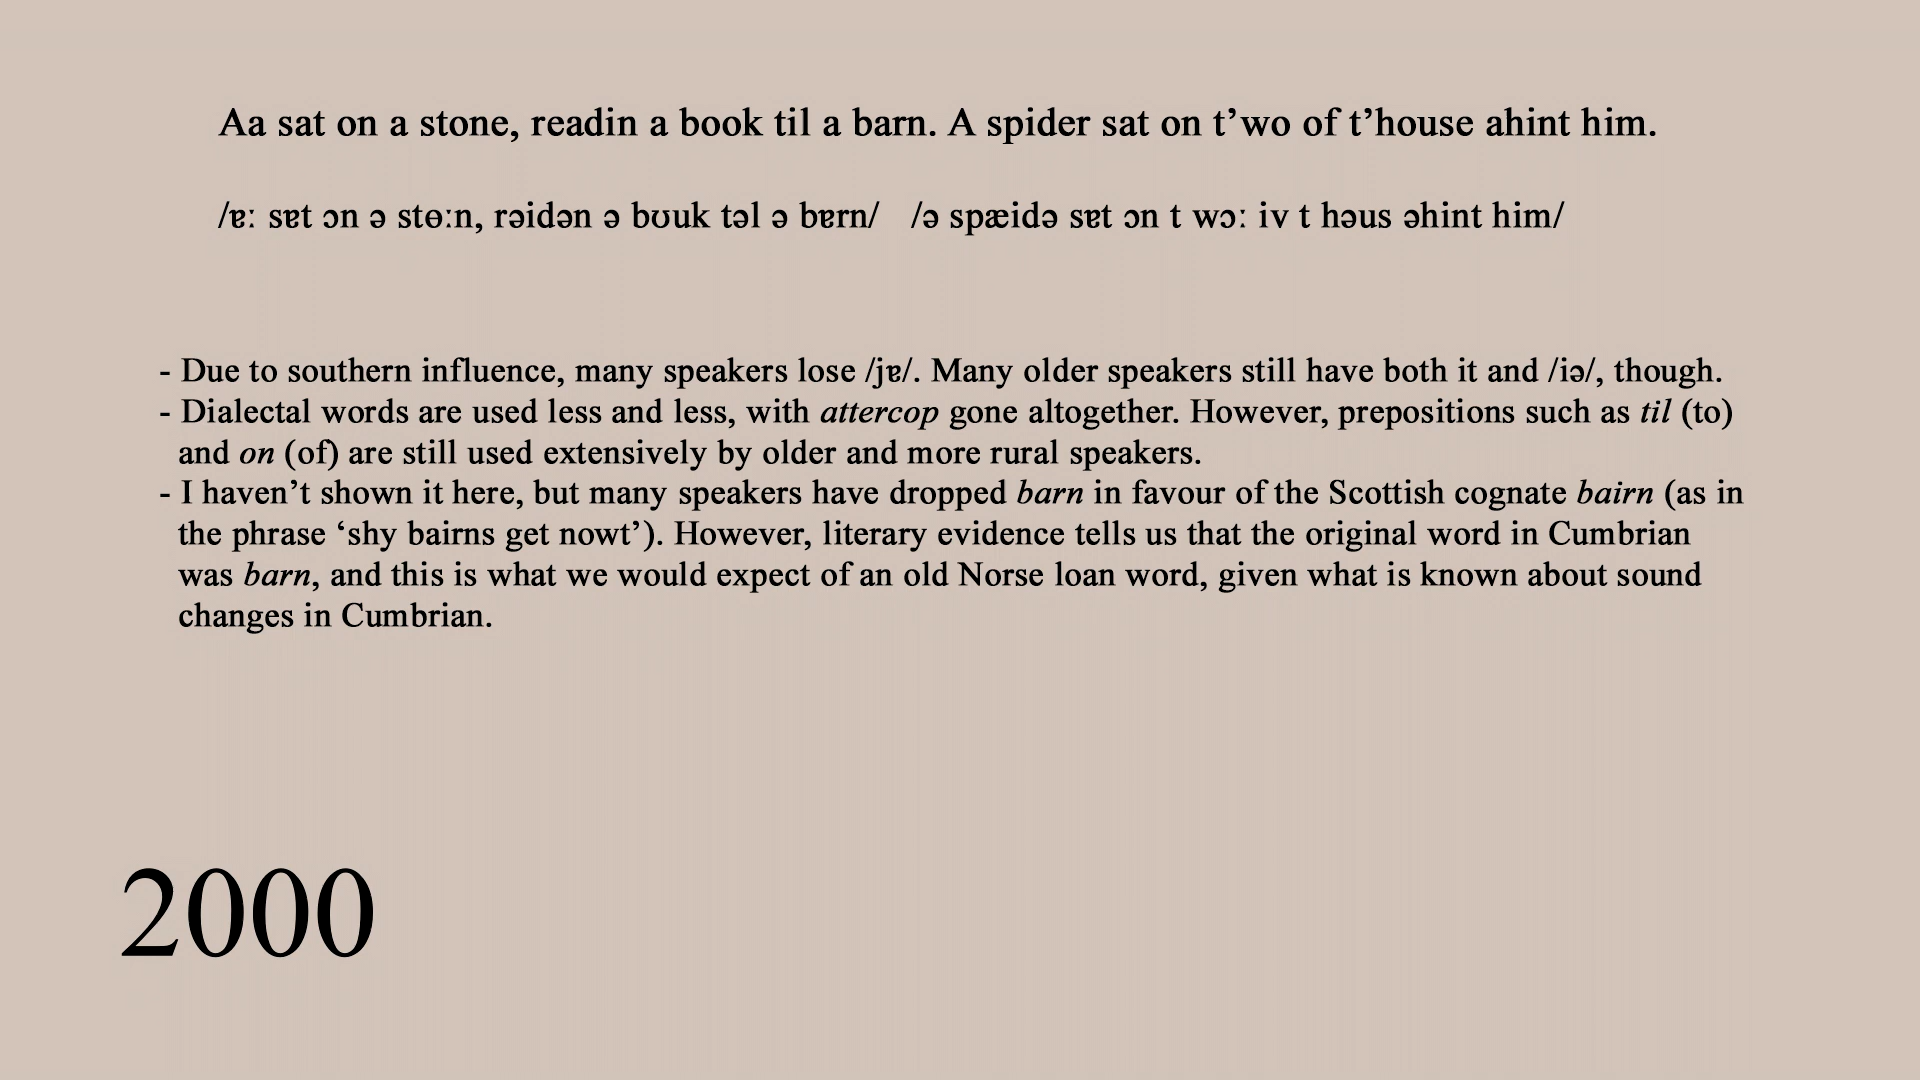 Aa sat on a stone, readin a book til a barn. A spider sat on t’wo of t’house ahint him.
/ɐː sɐt ɔn ə stɵːn, rəidən ə bʊuk təl ə bɐrn/ /ə spæidə sɐt ɔn t wɔː iv t həus əhint him/
- Due to southern influence, many speakers lose /jɐ/. Many older speakers still have both it and /iə/, though.
- Dialectal words are used less and less, with attercop gone altogether. However, prepositions such as til (to)
and on (of) are still used extensively by older and more rural speakers.
- I haven’t shown it here, but many speakers have dropped barn in favour of the Scottish cognate bairn (as in
the phrase ‘shy bairns get nowt’). However, literary evidence tells us that the original word in Cumbrian
was barn, and this is what we would expect of an old Norse loan word, given what is known about sound
changes in Cumbrian.
2000